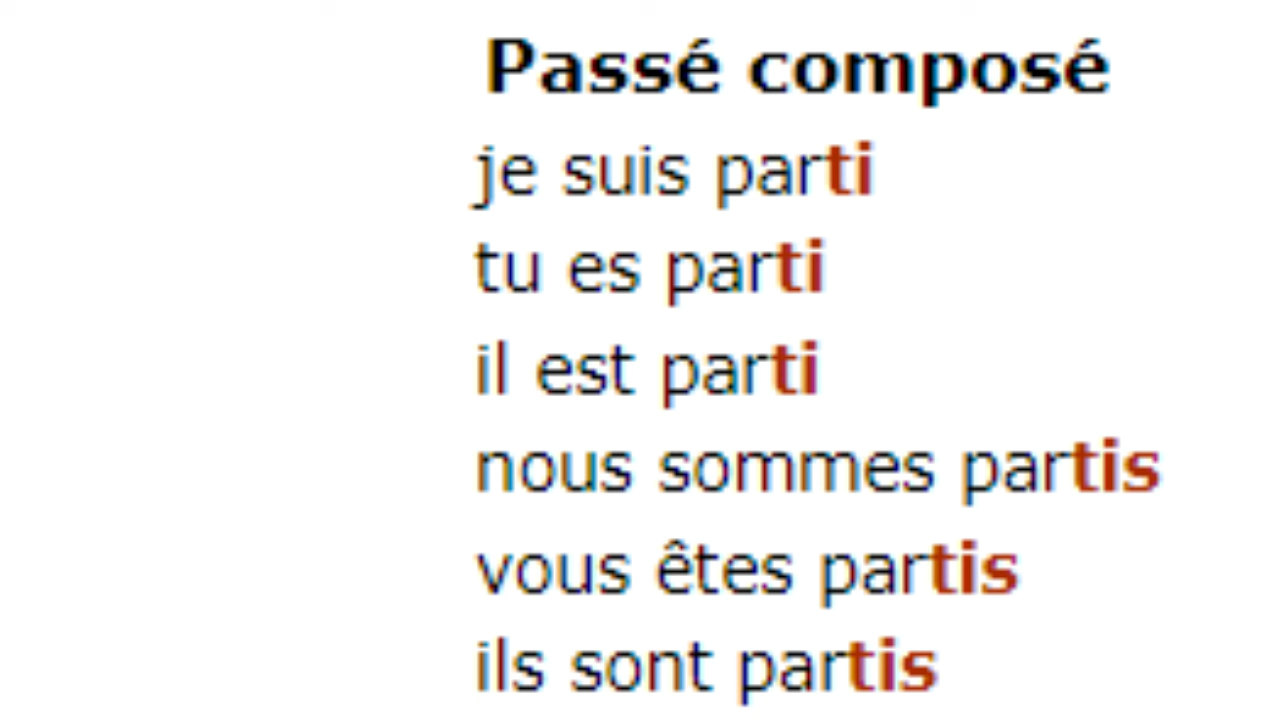 Passé composé
je suis parti
tu es parti
il est parti
nous sommes partis
vous êtes partis
ils sont partis